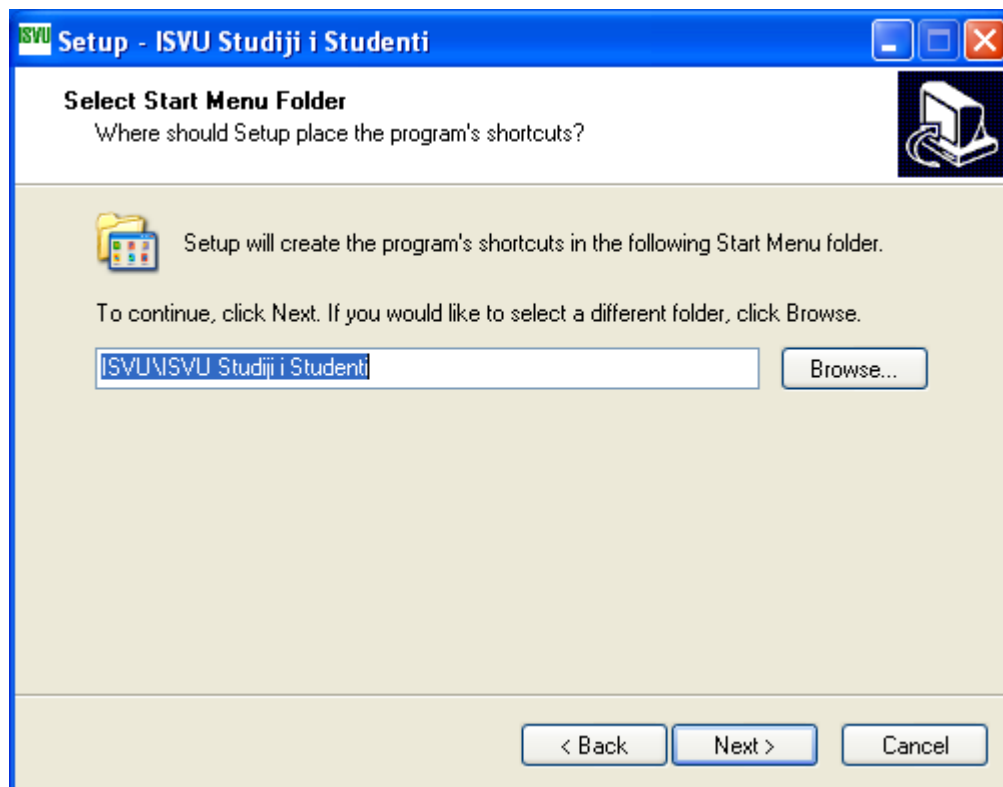 ISVU Setup - ISVU Studiji i Studenti
Select Start Menu Folder
Where should Setup place the program's shortcuts?
Setup will create the program's shortcuts in the following Start Menu folder.
To continue, click Next. If you would like to select a different folder, click Browse.
ISVU\ISVU Studiji i Studenti Browse...
< Back Next > Cancel